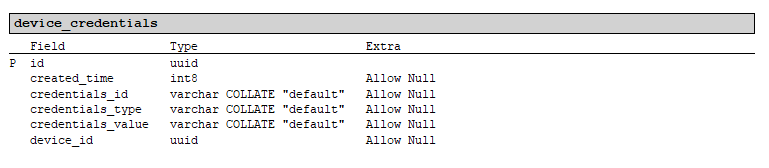 device_credentials
Field Type Extra
P id uuid
created_time int8 Allow Null
credentials_id varchar COLLATE "default" Allow Null
credentials_type varchar COLLATE "default" Allow Null
credentials_value varchar COLLATE "default" Allow Null
device_id uuid Allow Null